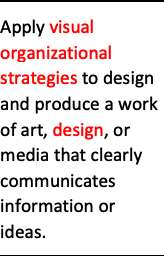 Apply visual
organizational
strategies to design
and produce a work
of art, design, or
media that clearly
communicates
information or
ideas.